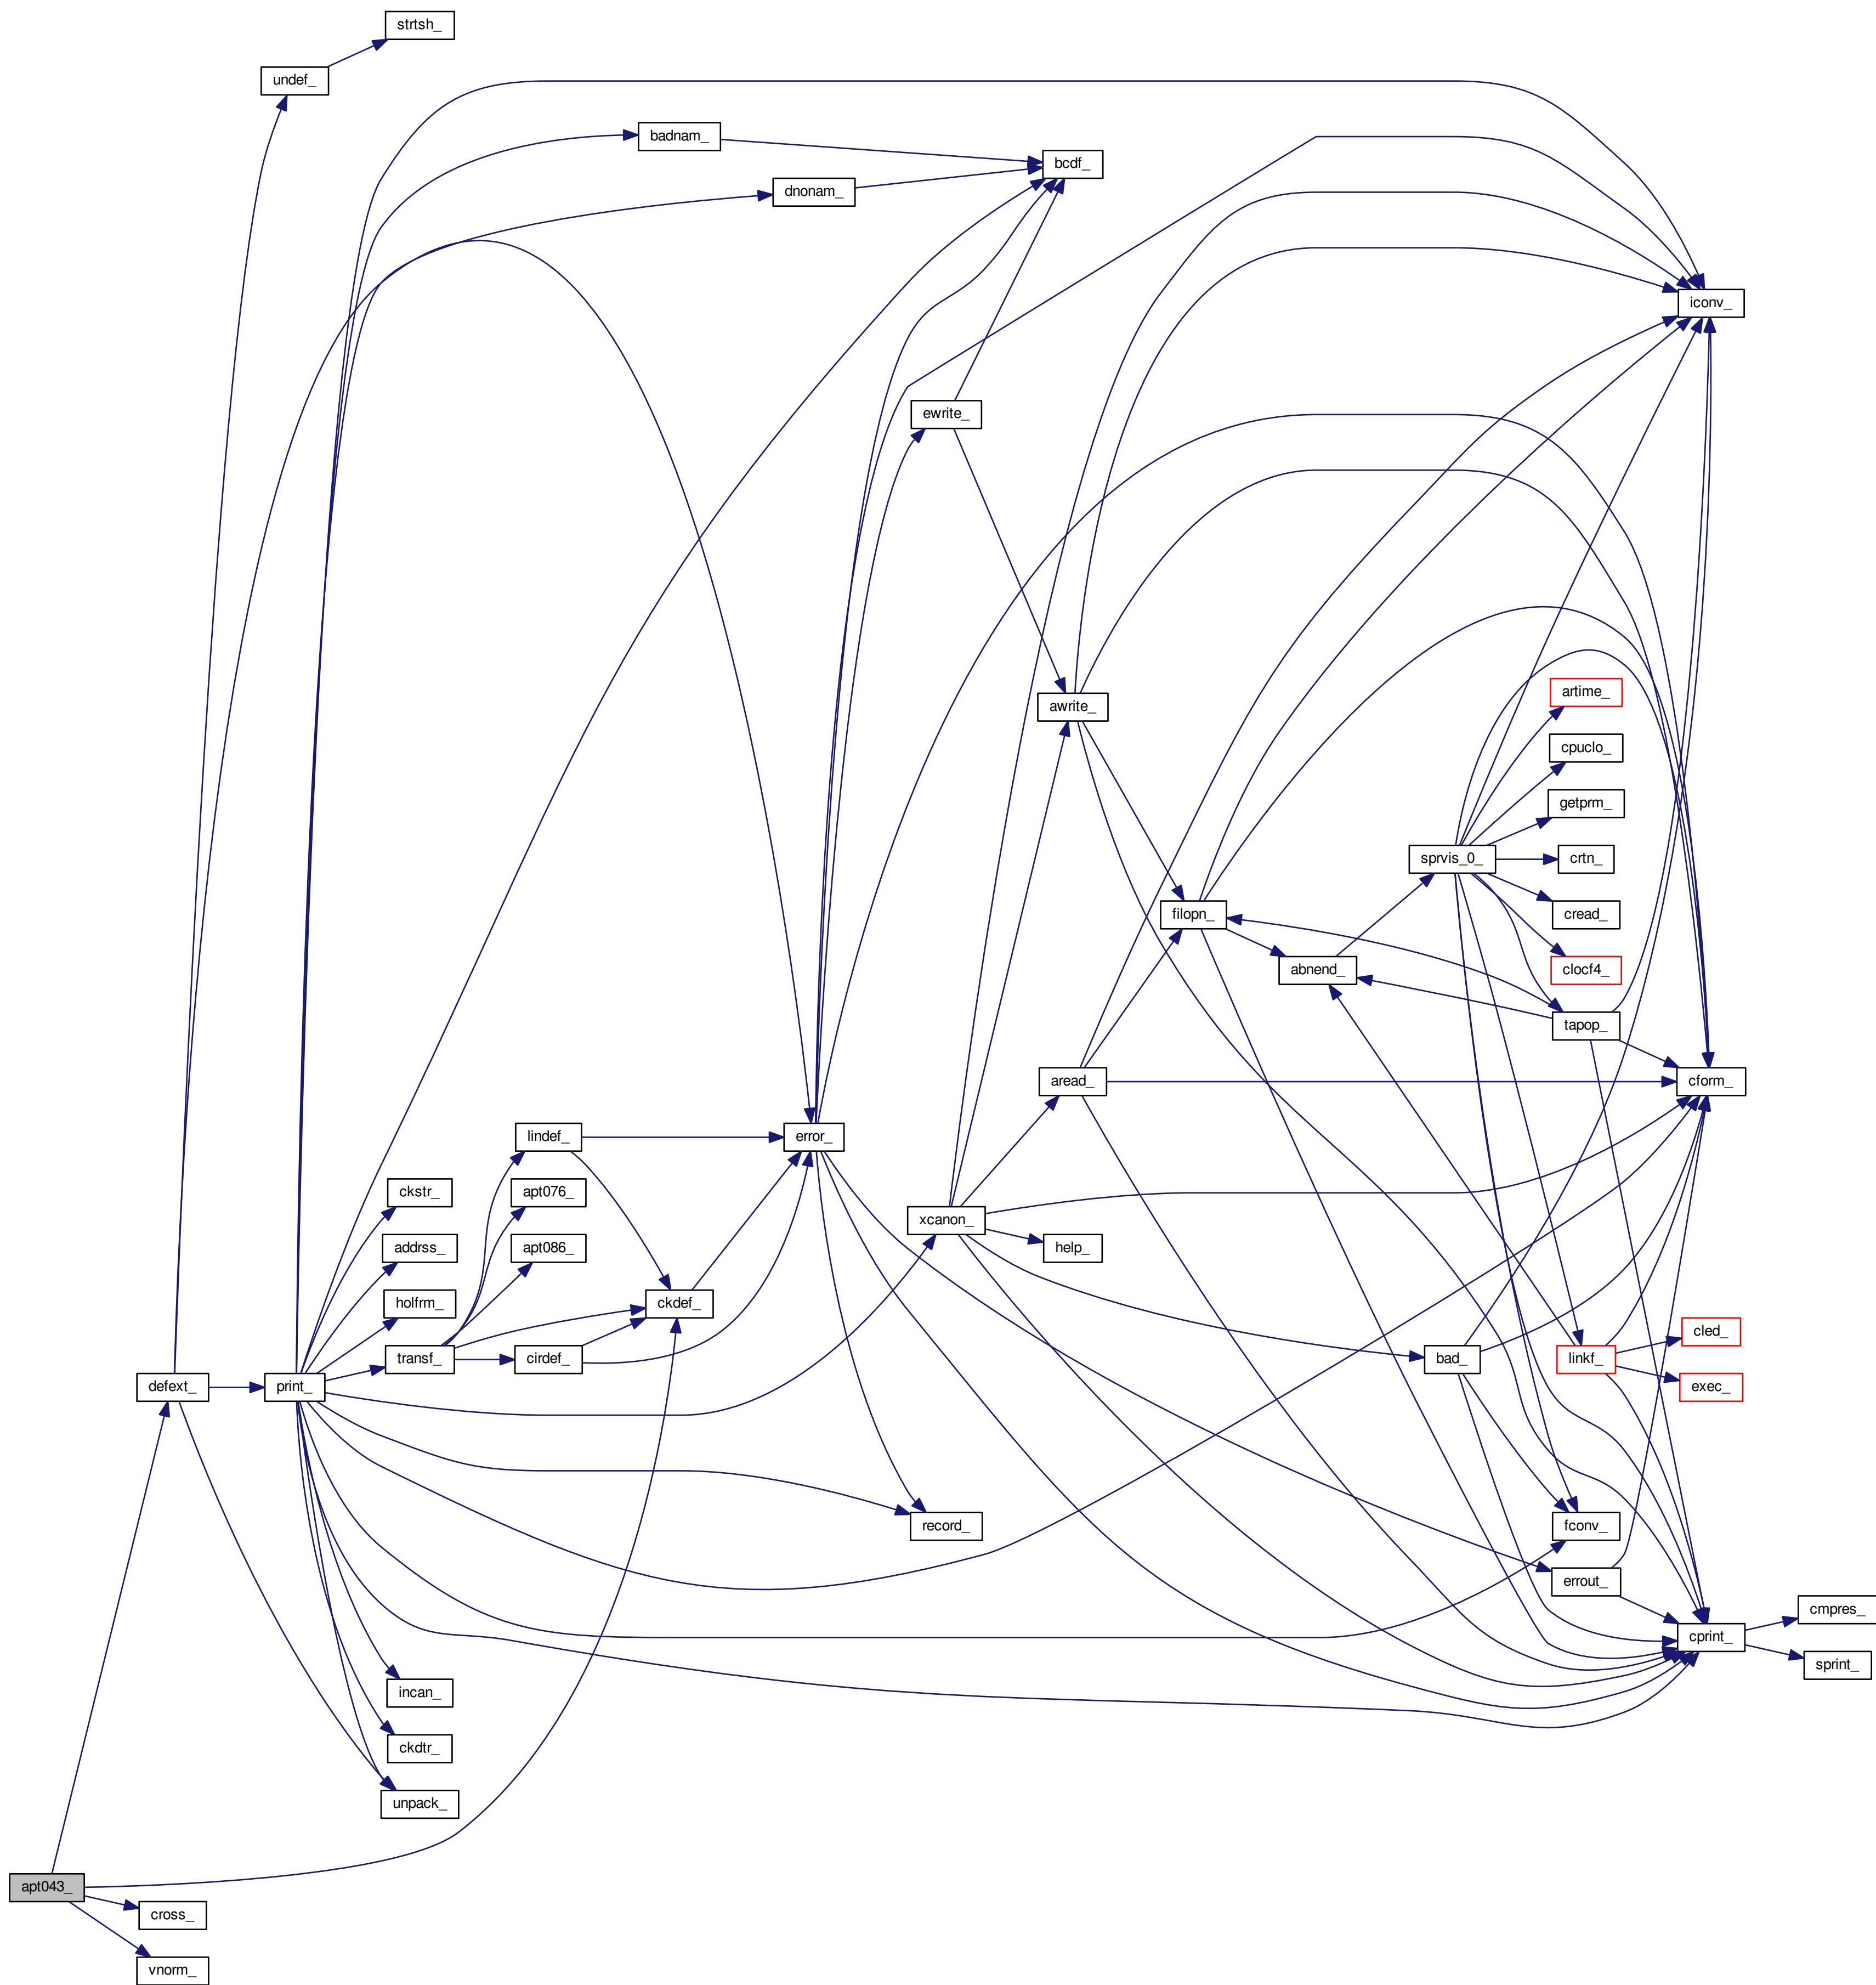 strtsh_
undef_
badnam_
bcdf_
dnonam_
iconv_
ewrite_
artime_
awrite_
cpuclo_
getprm_
sprvis_0_
crtn_
filopn_
cread_
abnend_
clocf4_
tapop_
aread_
cform_
lindef_
error_
ckstr_
apt076_
xcanon_
addrss_
apt086_
help_
holfrm_
ckdef_
cled_
transf_
cirdef_
bad_
linkf_
defext_
print_
exec_
record_
fconv_
errout_
cmpres_
cprint_
sprint_
incan_
ckdtr_
unpack_
apt043_
cross_
vnorm_